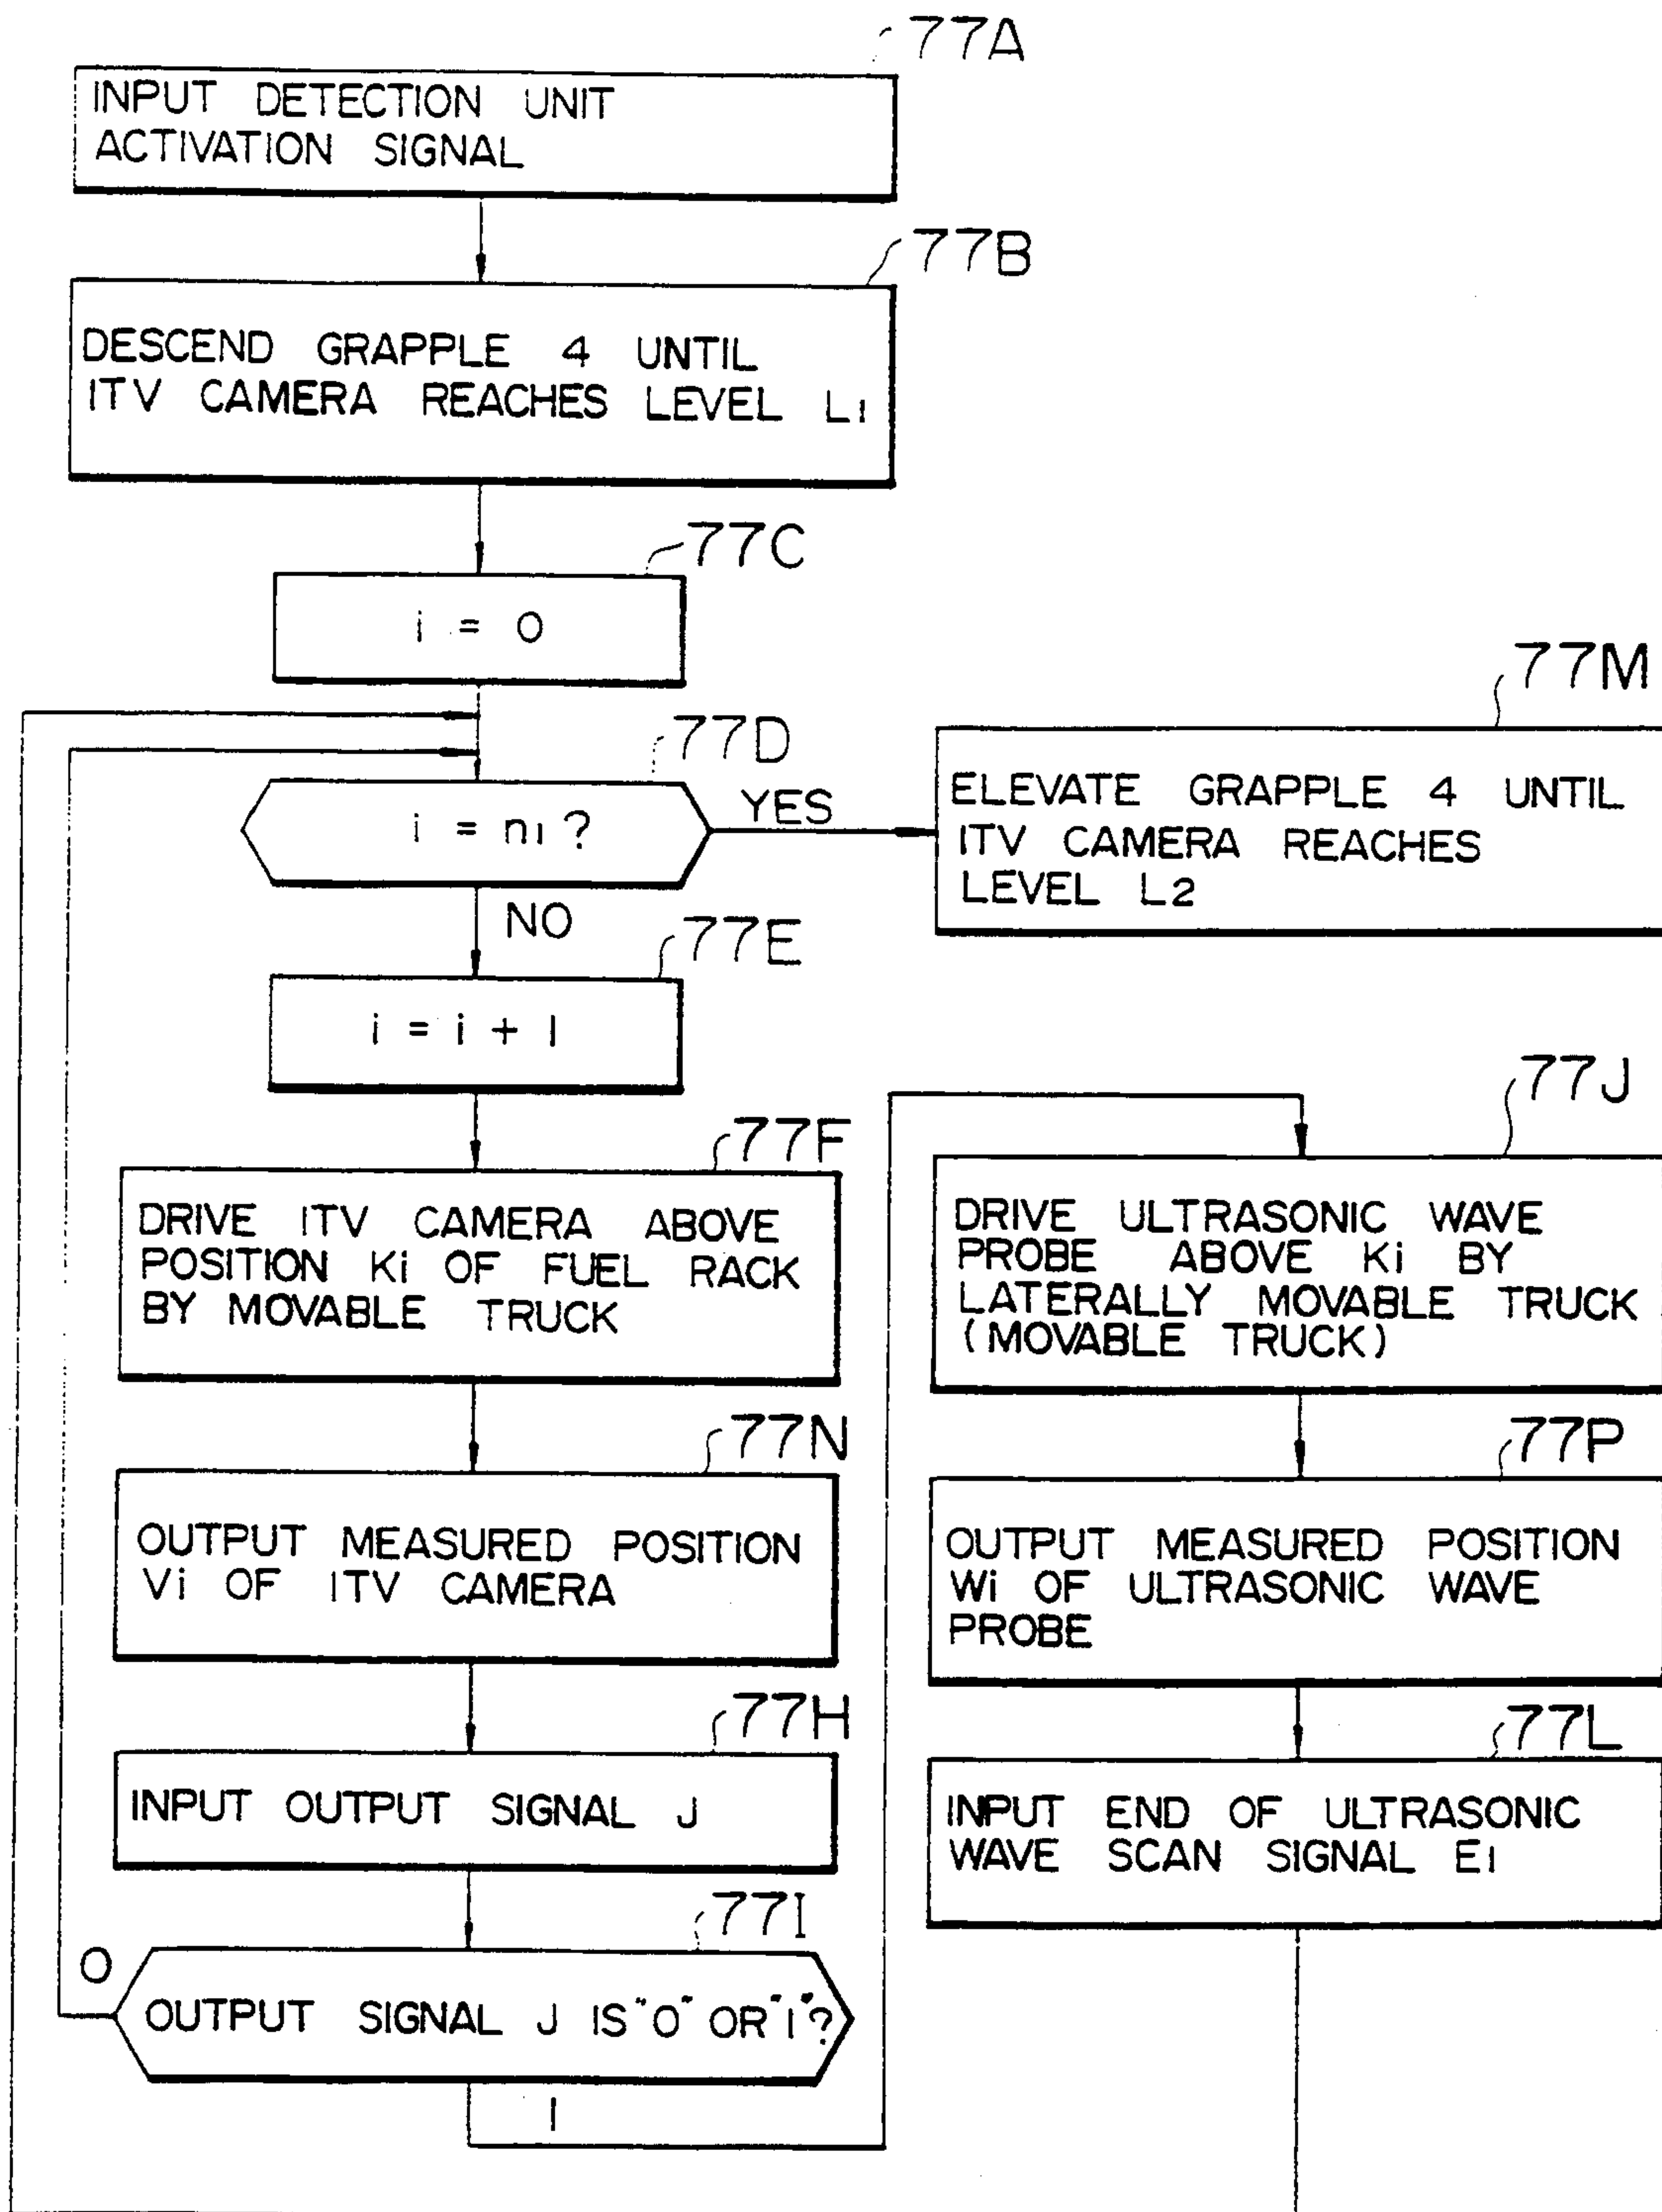 77A
INPUT DETECTION UNIT
ACTIVATION SIGNAL
77B
DESCEND GRAPPLE 4 UNTIL
ITV CAMERA REACHES LEVEL L1
77C
i = 0
77D
i = n1 ?
YES
77M
ELEVATE GRAPPLE 4 UNTIL
ITV CAMERA REACHES
LEVEL L2
NO
77E
i = i + 1
77F
DRIVE ITV CAMERA ABOVE
POSITION Ki OF FUEL RACK
BY MOVABLE TRUCK
77N
OUTPUT MEASURED POSITION
Vi OF ITV CAMERA
77H
INPUT OUTPUT SIGNAL J
77I
OUTPUT SIGNAL J IS "0" OR "1"?
0
1
77J
DRIVE ULTRASONIC WAVE
PROBE ABOVE Ki BY
LATERALLY MOVABLE TRUCK
(MOVABLE TRUCK)
77P
OUTPUT MEASURED POSITION
Wi OF ULTRASONIC WAVE
PROBE
77L
INPUT END OF ULTRASONIC
WAVE SCAN SIGNAL E1